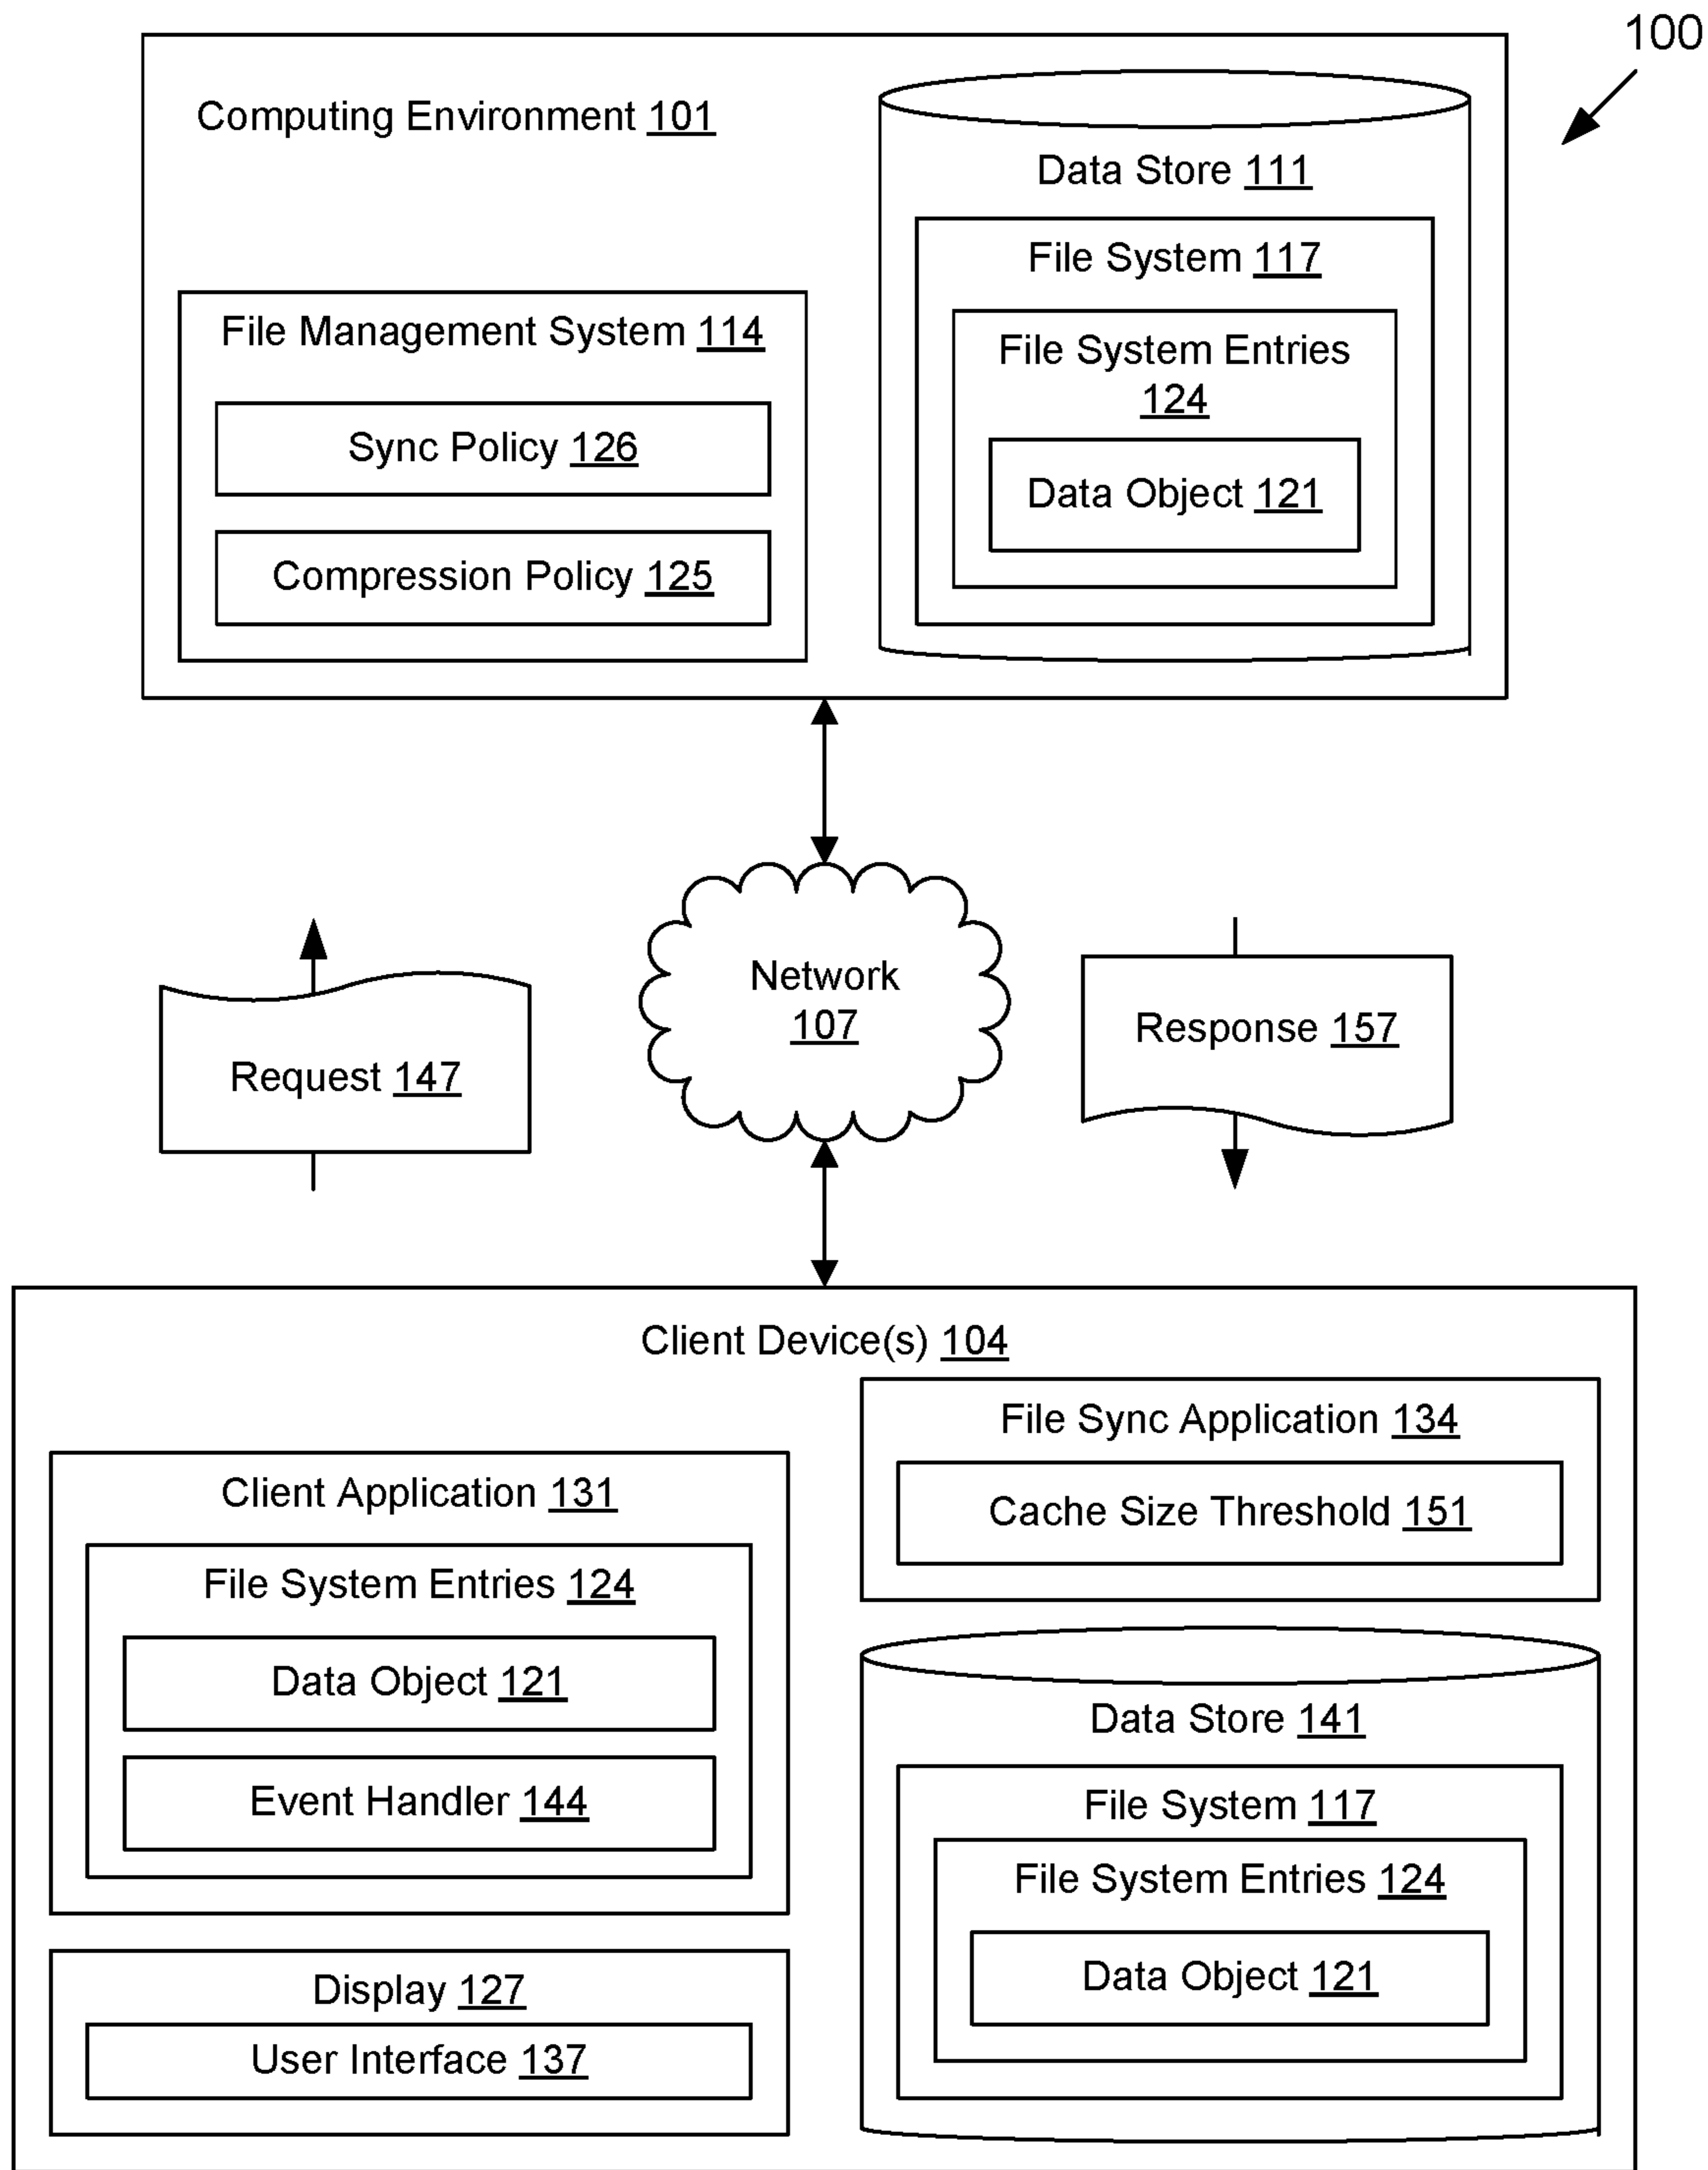 100
Computing Environment 101
Data Store 111
File System 117
File Management System 114
File System Entries
124
Sync Policy 126
Data Object 121
Compression Policy 125
Network
107
Request 147
Response 157
Client Device(s) 104
File Sync Application 134
Client Application 131
Cache Size Threshold 151
File System Entries 124
Data Object 121
Event Handler 144
Data Store 141
File System 117
File System Entries 124
Data Object 121
Display 127
User Interface 137